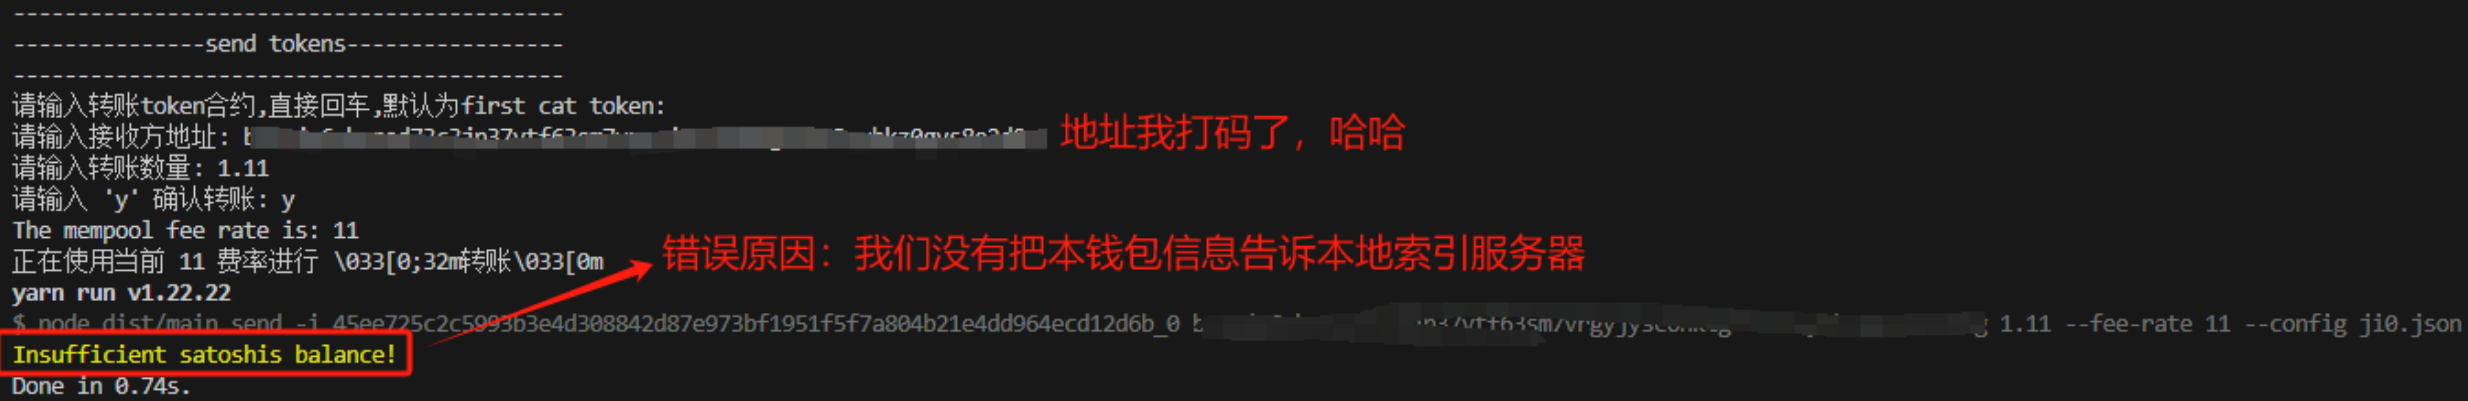 -------------------------------------------
---------------send tokens-----------------
-------------------------------------------
请输入转账token合约,直接回车,默认为first cat token:
请输入接收方地址: 地址我打码了，哈哈
请输入转账数量: 1.11
请输入 'y' 确认转账: y
The mempool fee rate is: 11
正在使用当前 11 费率进行 \033[0;32m转账\033[0m
错误原因：我们没有把本钱包信息告诉本地索引服务器
yarn run v1.22.22
$ node dist/main send -i 45ee725c2c5993b3e4d308842d87e973bf1951f5f7a804b21e4dd964ecd12d6b_0 1.11 --fee-rate 11 --config ji0.json
Insufficient satoshis balance!
Done in 0.74s.